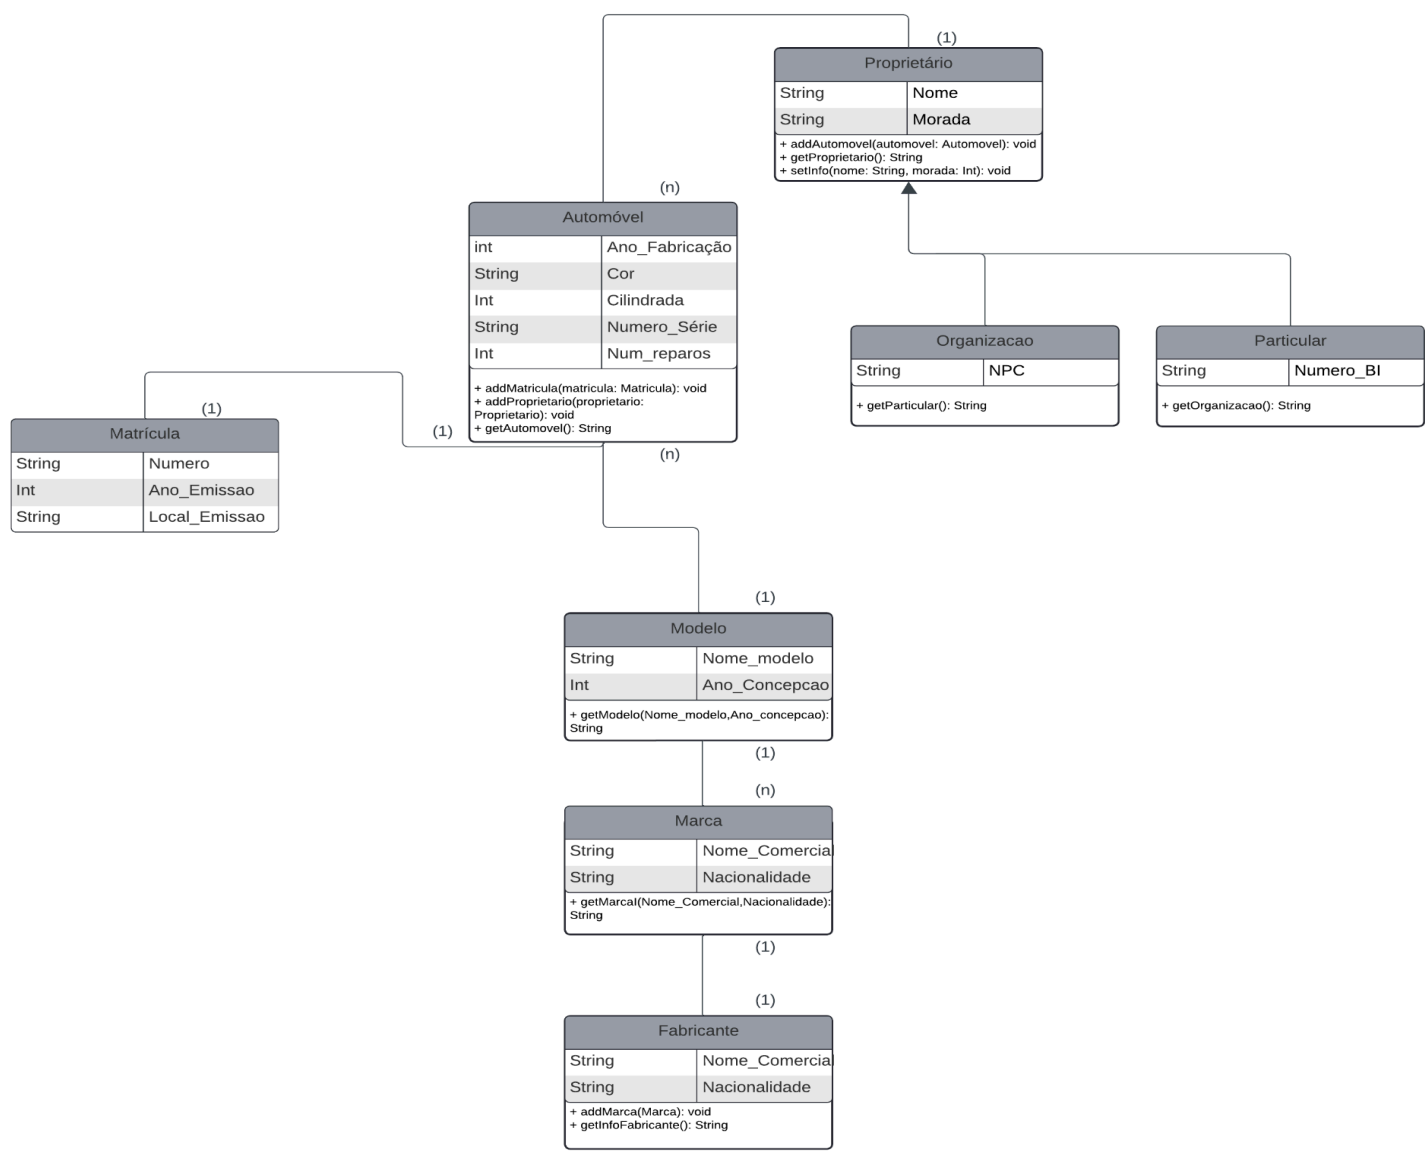 (1)
Proprietário
String Nome
String Morada
+ addAutomovel(automovel: Automovel): void
+ getProprietario(): String
+ setInfo(nome: String, morada: Int): void
(n)
Automóvel
int Ano_Fabricação
String Cor
Int Cilindrada
String Numero_Série
Int Num_reparos
+ addMatricula(matricula: Matricula): void
+ addProprietario(proprietario:
Proprietario): void
+ getAutomovel(): String
Organizacao
String NPC
+ getParticular(): String
Particular
String Numero_BI
+ getOrganizacao(): String
(1)
(1)
(n)
Matrícula
String Numero
Int Ano_Emissao
String Local_Emissao
(1)
Modelo
String Nome_modelo
Int Ano_Concepcao
+ getModelo(Nome_modelo,Ano_concepcao):
String
(1)
(n)
Marca
String Nome_Comercial
String Nacionalidade
+ getMarcaI(Nome_Comercial,Nacionalidade):
String
(1)
(1)
Fabricante
String Nome_Comercial
String Nacionalidade
+ addMarca(Marca): void
+ getInfoFabricante(): String